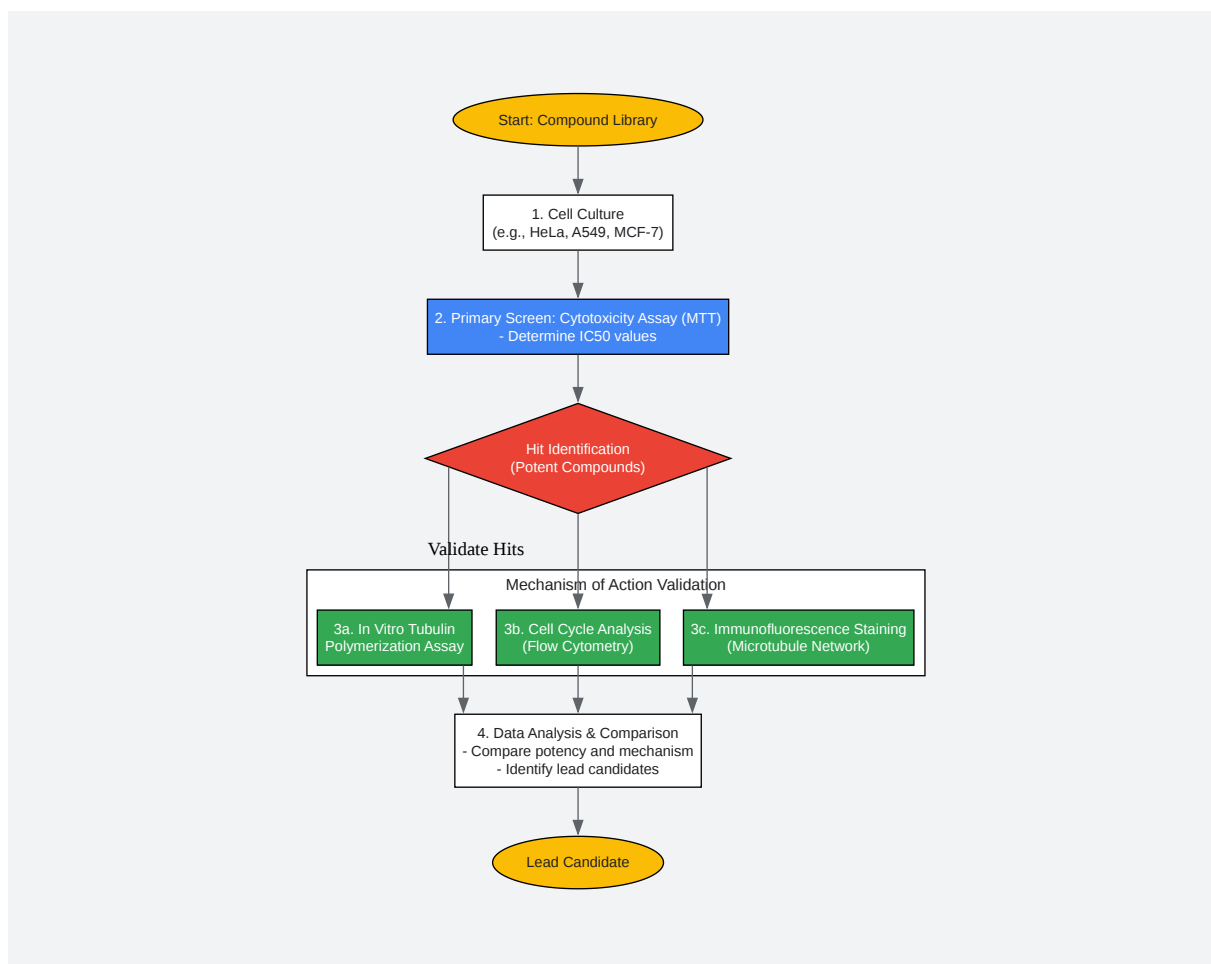 Start: Compound Library
1. Cell Culture
(e.g., HeLa, A549, MCF-7)
2. Primary Screen: Cytotoxicity Assay (MTT)
- Determine IC50 values
Hit Identification
(Potent Compounds)
Validate Hits
Mechanism of Action Validation
3a. In Vitro Tubulin
Polymerization Assay
3b. Cell Cycle Analysis
(Flow Cytometry)
3c. Immunofluorescence Staining
(Microtubule Network)
4. Data Analysis & Comparison
- Compare potency and mechanism
- Identify lead candidates
Lead Candidate